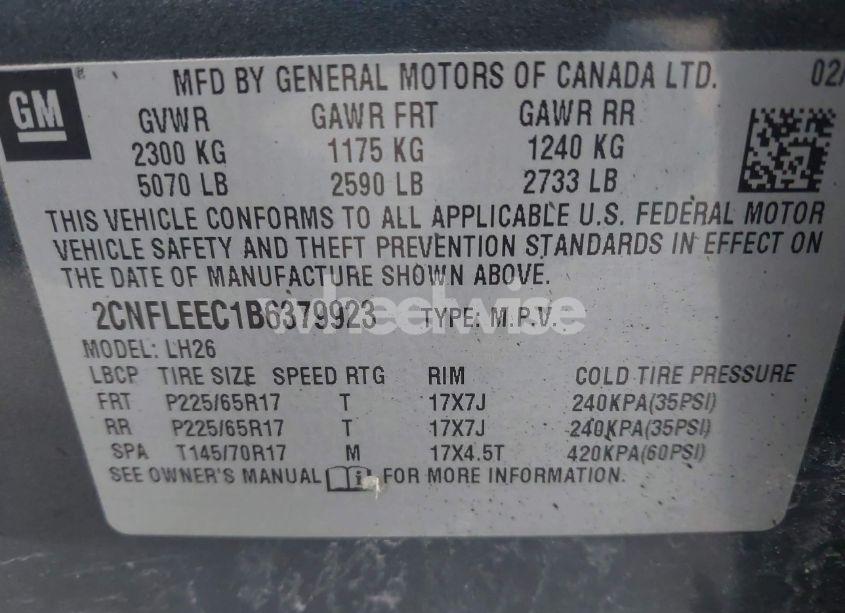 GM
® MFD BY GENERAL MOTORS OF CANADA LTD. 02/
GVWR GAWR FRT GAWR RR
2300 KG 1175 KG 1240 KG
5070 LB 2590 LB 2733 LB
THIS VEHICLE CONFORMS TO ALL APPLICABLE U.S. FEDERAL MOTOR
VEHICLE SAFETY AND THEFT PREVENTION STANDARDS IN EFFECT ON
THE DATE OF MANUFACTURE SHOWN ABOVE.
2CNFLEEC1B6379923 TYPE: M.P.V.
wheelwise
MODEL: LH26
LBCP TIRE SIZE SPEED RTG RIM COLD TIRE PRESSURE
FRT P225/65R17 T 17X7J 240KPA(35PSI)
RR P225/65R17 T 17X7J 240KPA(35PSI)
SPA T145/70R17 M 17X4.5T 420KPA(60PSI)
SEE OWNER'S MANUAL i FOR MORE INFORMATION.